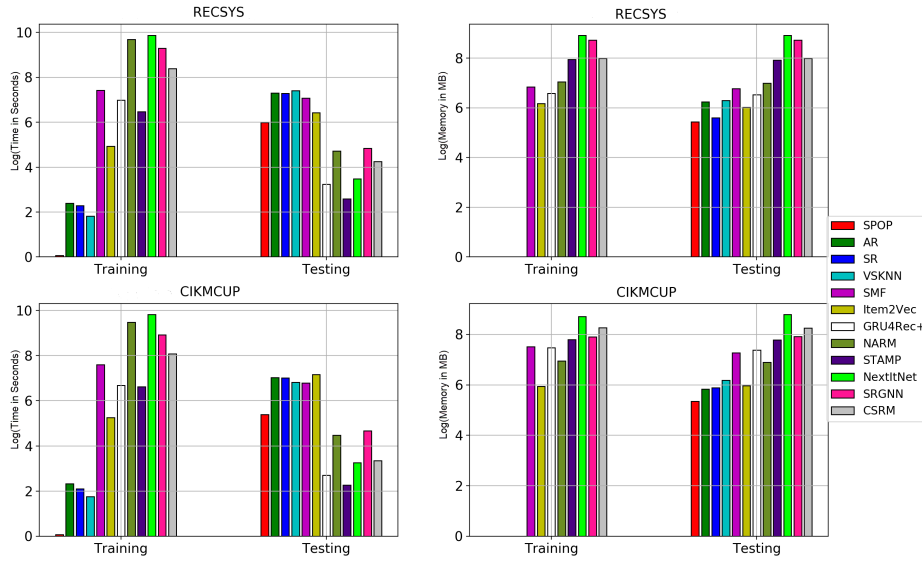 RECSYS
Log(Time in Seconds)
10
8
6
4
2
0
Training
Testing
RECSYS
Log(Memory in MB)
8
6
4
2
0
Training
Testing
CIKMCUP
Log(Time in Seconds)
10
8
6
4
2
0
Training
Testing
CIKMCUP
Log(Memory in MB)
8
6
4
2
0
Training
Testing
SPOP
AR
SR
VSKNN
SMF
Item2Vec
GRU4Rec+
NARM
STAMP
NextItNet
SRGNN
CSRM